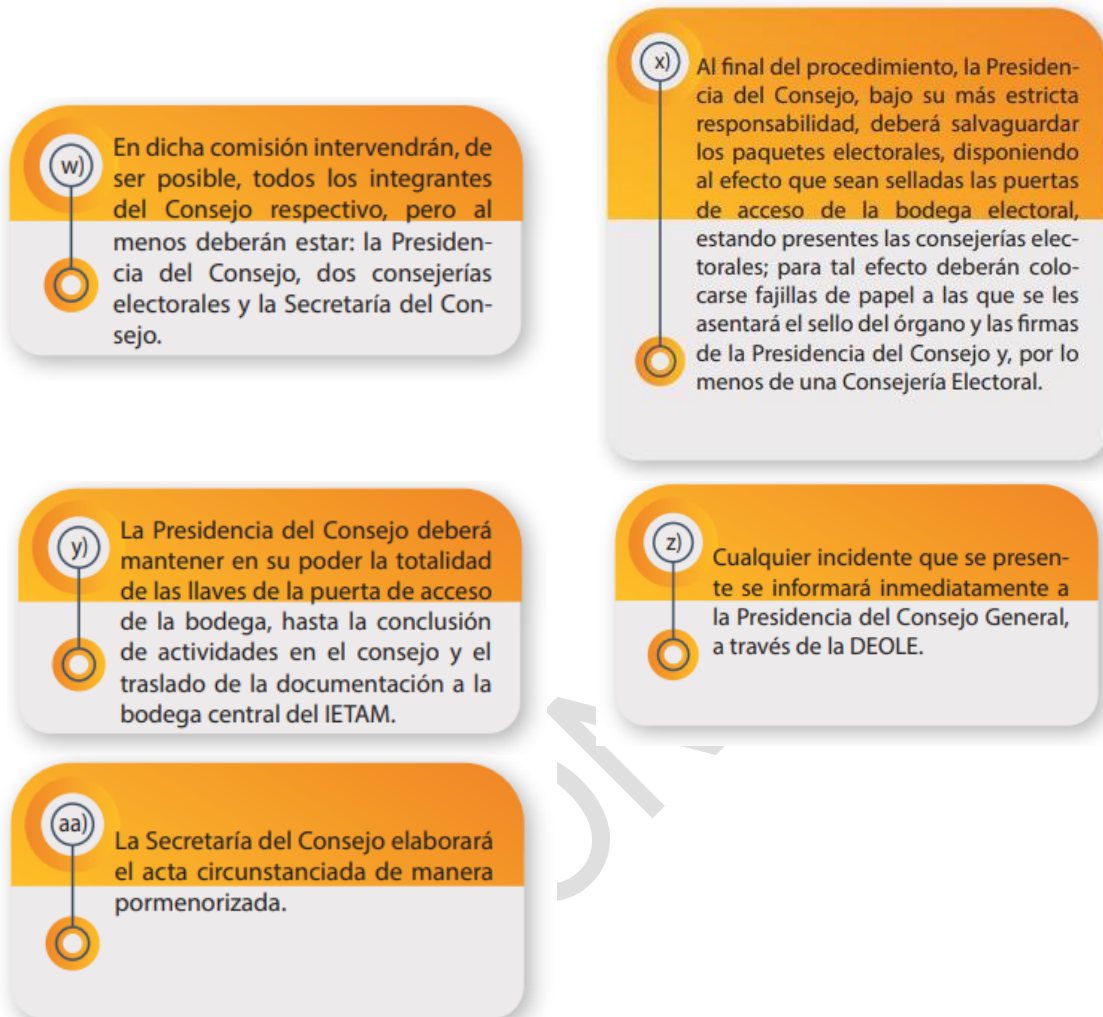 w)
En dicha comisión intervendrán, de
ser posible, todos los integrantes
del Consejo respectivo, pero al
menos deberán estar: la Presiden-
cia del Consejo, dos consejerías
electorales y la Secretaría del Con-
sejo.
x)
Al final del procedimiento, la Presiden-
cia del Consejo, bajo su más estricta
responsabilidad, deberá salvaguardar
los paquetes electorales, disponiendo
al efecto que sean selladas las puertas
de acceso de la bodega electoral,
estando presentes las consejerías elec-
torales; para tal efecto deberán colo-
carse fajillas de papel a las que se les
asentará el sello del órgano y las firmas
de la Presidencia del Consejo y, por lo
menos de una Consejería Electoral.
y)
La Presidencia del Consejo deberá
mantener en su poder la totalidad
de las llaves de la puerta de acceso
de la bodega, hasta la conclusión
de actividades en el consejo y el
traslado de la documentación a la
bodega central del IETAM.
z)
Cualquier incidente que se presen-
te se informará inmediatamente a
la Presidencia del Consejo General,
a través de la DEOLE.
aa)
La Secretaría del Consejo elaborará
el acta circunstanciada de manera
pormenorizada.